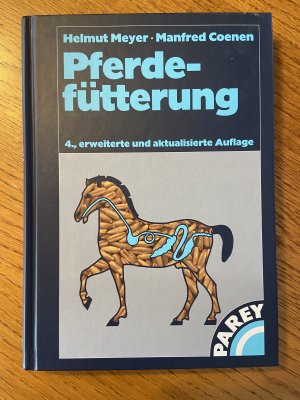 Helmut Meyer · Manfred Coenen
Pferde-
fütterung
4., erweiterte und aktualisierte Auflage
PAREY